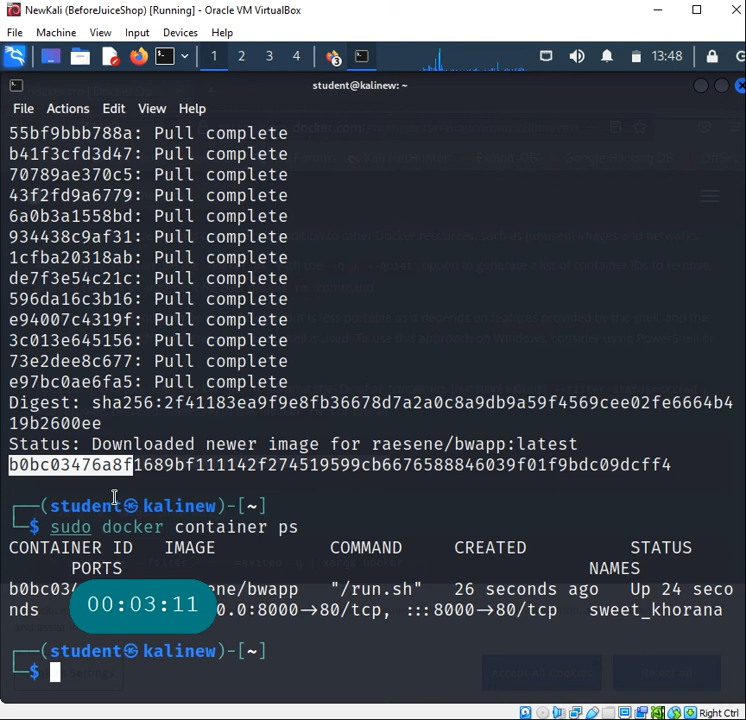 NewKali (BeforeJuiceShop) [Running] - Oracle VM VirtualBox
File Machine View Input Devices Help
1 2 3 4 13:48
student@kalinew: ~
File Actions Edit View Help
55bf9bbb788a: Pull complete
b41f3cfd3d47: Pull complete
70789ae370c5: Pull complete
43f2fd9a6779: Pull complete
6a0b3a1558bd: Pull complete
934438c9af31: Pull complete
1cfba20318ab: Pull complete
de7f3e54c21c: Pull complete
596da16c3b16: Pull complete
e94007c4319f: Pull complete
3c013e645156: Pull complete
73e2dee8c677: Pull complete
e97bc0ae6fa5: Pull complete
Digest: sha256:2f41183ea9f9e8fb36678d7a2a0c8a9db9a59f4569cee02fe6664b4
19b2600ee
Status: Downloaded newer image for raesene/bwapp:latest
b0bc03476a8f1689bf111142f274519599cb6676588846039f01f9bdc09dcff4
┌──(student㉿kalinew)-[~]
└─$ sudo docker container ps
CONTAINER ID IMAGE COMMAND CREATED STATUS
PORTS NAMES
b0bc03 ene/bwapp "/run.sh" 26 seconds ago Up 24 seco
nds 0.0:8000→80/tcp, :::8000→80/tcp sweet_khorana
00:03:11
┌──(student㉿kalinew)-[~]
└─$
Right Ctrl